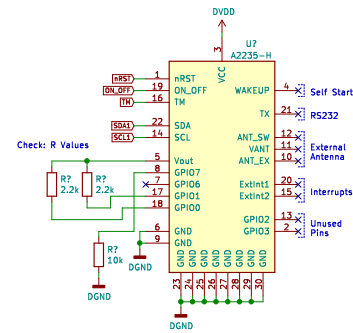 DVDD
U?
A2235-H
3
VCC
nRST 1 nRST
ON_OFF 19 ON_OFF
TM 16 TM
WAKEUP 4 Self Start
TX 21 RS232
SDA1 22 SDA
SCL1 14 SCL
ANT_SW 12
VANT 11
ANT_EX 10
External
Antenna
Check: R Values
5 Vout
8 GPIO7
7 GPIO6
17 GPIO1
18 GPIO0
R?
2.2k
R?
2.2k
ExtInt1 20
ExtInt2 15
Interrupts
GPIO2 13
GPIO3 2
Unused
Pins
6 GND
9 GND
R?
10k
DGND
DGND
GND GND GND GND GND GND GND GND
23 24 25 26 27 28 29 30
DGND